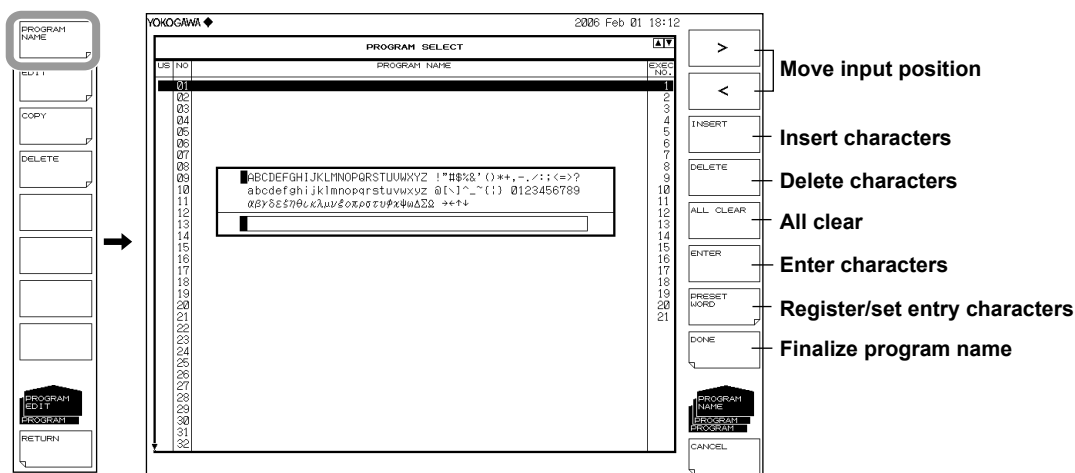 PROGRAM
NAME
EDIT
COPY
DELETE
PROGRAM
EDIT
PROGRAM
RETURN
YOKOGAWA ◆
2006 Feb 01 18:12
PROGRAM SELECT
US NO PROGRAM NAME EXEC NO.
01 1
02 2
03 3
04 4
05 5
06 6
07 7
08 8
09 9
10 10
11 11
12 12
13 13
14 14
15 15
16 16
17 17
18 18
19 19
20 20
21 21
22
23
24
25
26
27
28
29
30
31
32
ABCDEFGHIJKLMNOPQRSTUVWXYZ !"#$%&'()*+,-./:;<=>?
abcdefghijklmnopqrstuvwxyz @[\]^_~{|} 0123456789
αβγδεξηθικλμνξοπρστυφχψωΔΣΩ →←↑↓
>
<
Move input position
INSERT
Insert characters
DELETE
Delete characters
ALL CLEAR
All clear
ENTER
Enter characters
PRESET
WORD
Register/set entry characters
DONE
Finalize program name
PROGRAM
NAME
PROGRAM
PROGRAM
CANCEL